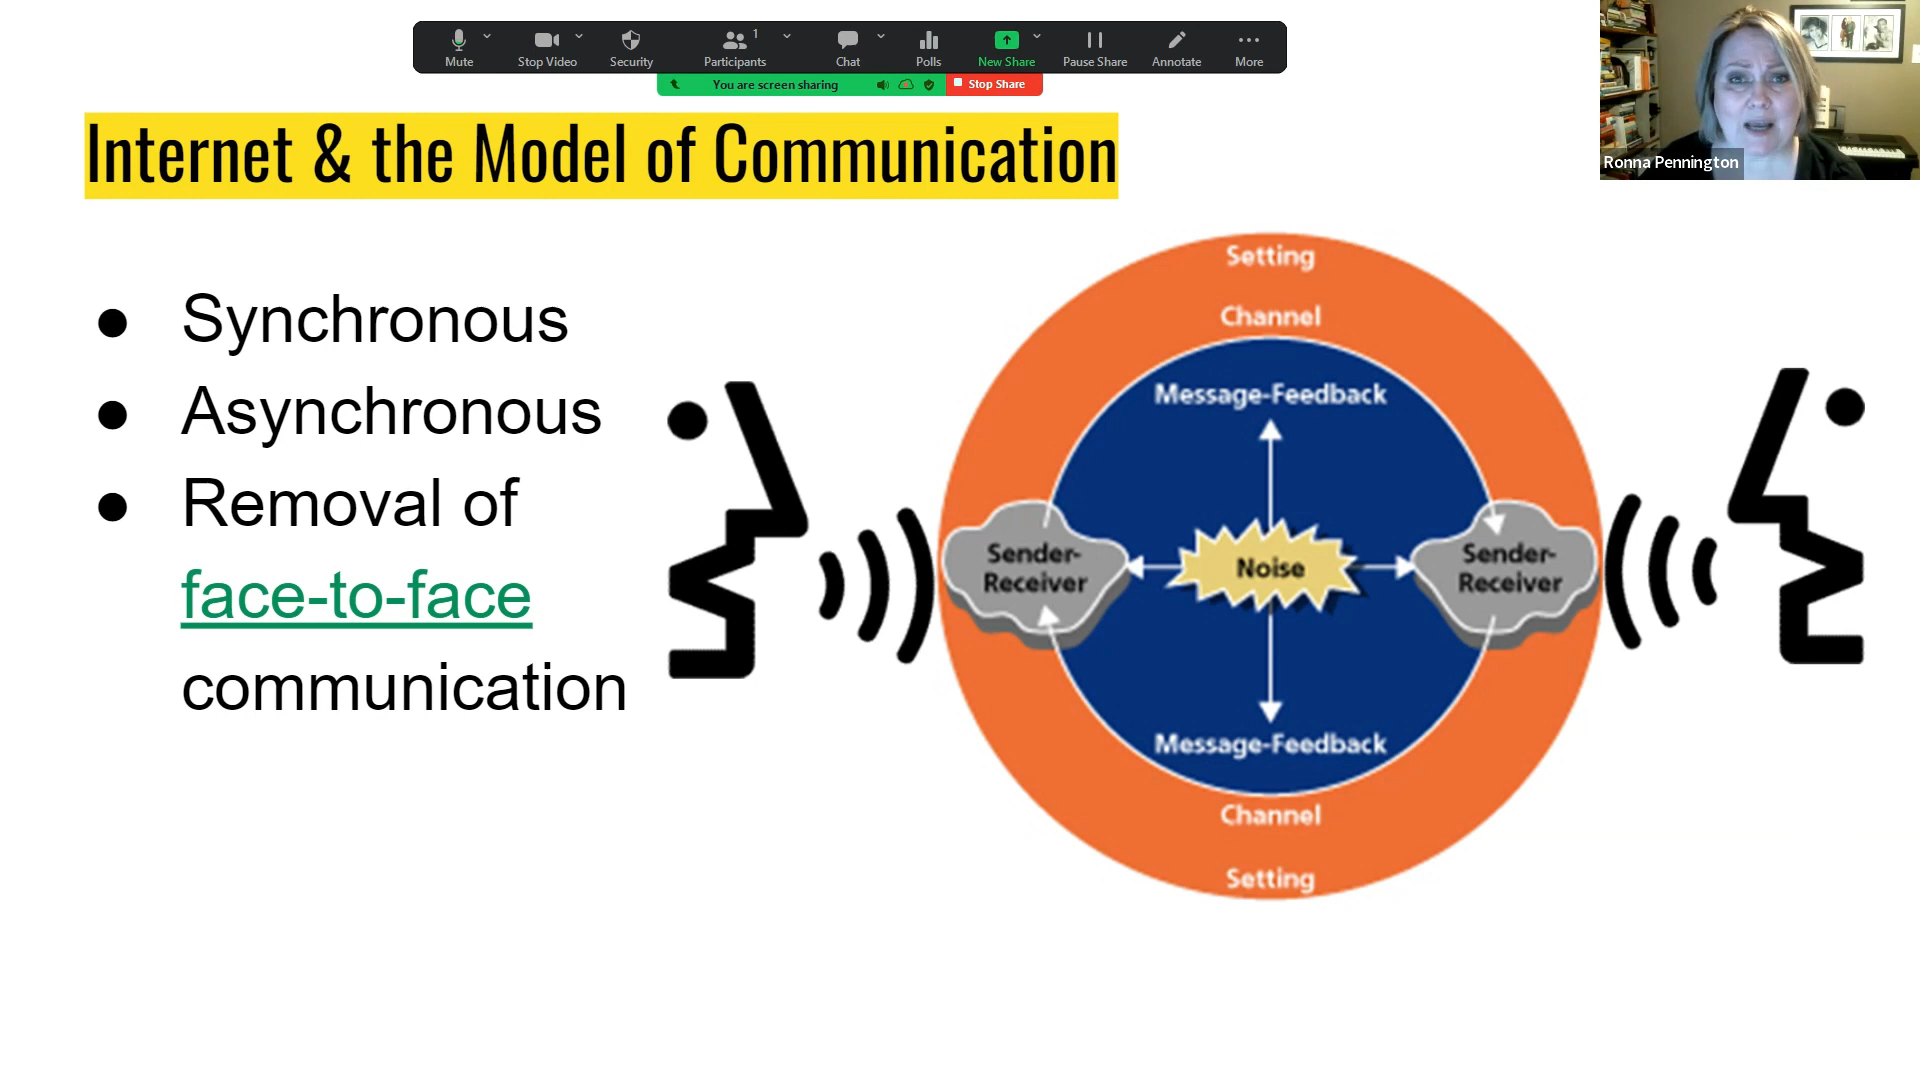 Mute
Stop Video
Security
Participants
1
Chat
Polls
New Share
Pause Share
Annotate
More
You are screen sharing
Stop Share
Ronna Pennington
Internet & the Model of Communication
● Synchronous
● Asynchronous
● Removal of
face-to-face
communication
Setting
Channel
Message-Feedback
Sender-
Receiver
Noise
Sender-
Receiver
Message-Feedback
Channel
Setting